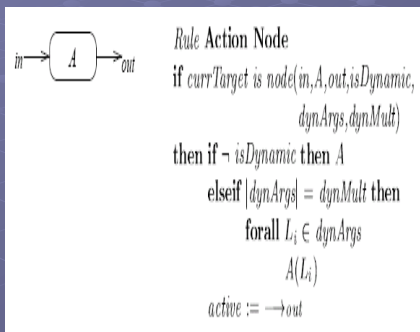 in A out
Rule Action Node
if currTarget is node(in,A,out,isDynamic,
dynArgs,dynMult)
then if ¬ isDynamic then A
elseif |dynArgs| = dynMult then
forall Lᵢ ∈ dynArgs
A(Lᵢ)
active := →out